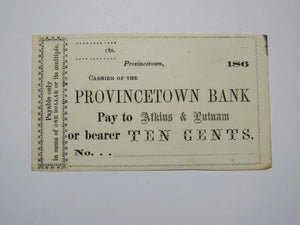 cts.
Provincetown, 186
CASHIER OF THE
PROVINCETOWN BANK
Pay to Atkins & Putnam
or bearer TEN CENTS.
No. . .
Payable only
in sums of ONE DOLLAR or its multiple.